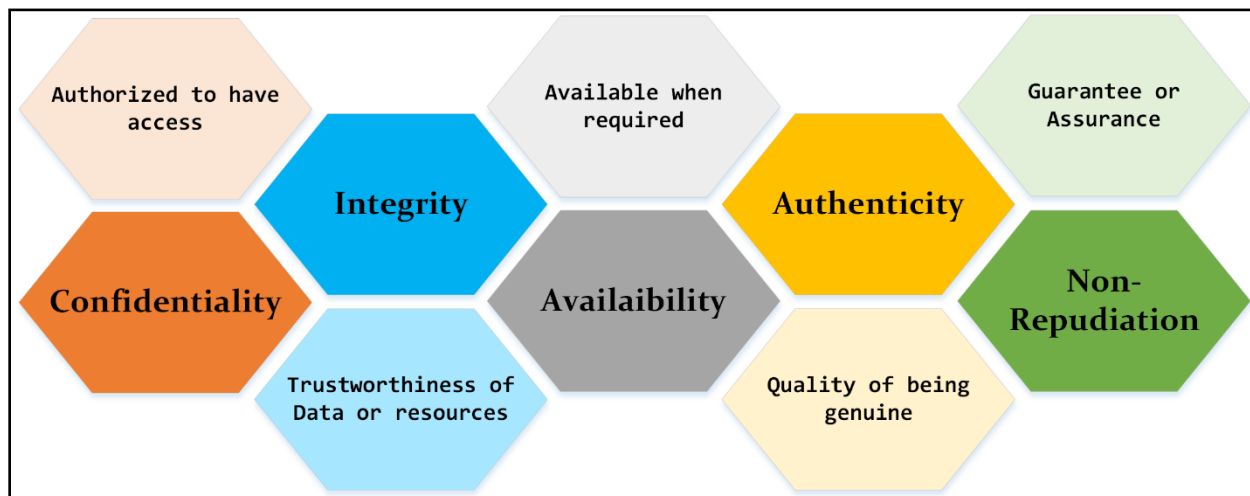 Authorized to have
access
Available when
required
Guarantee or
Assurance
Integrity
Authenticity
Confidentiality
Availaibility
Non-
Repudiation
Trustworthiness of
Data or resources
Quality of being
genuine